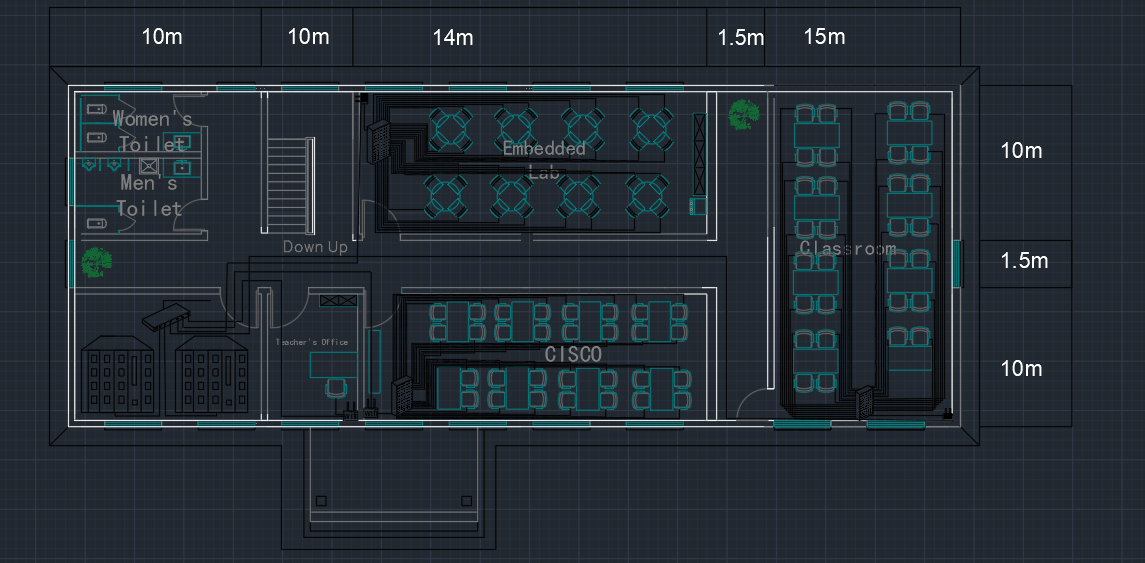 10m
10m
14m
1.5m
15m
Women's
Toilet
Men's
Toilet
Embedded
Lab
10m
Down Up
Classroom
1.5m
Teacher's Office
CISCO
10m